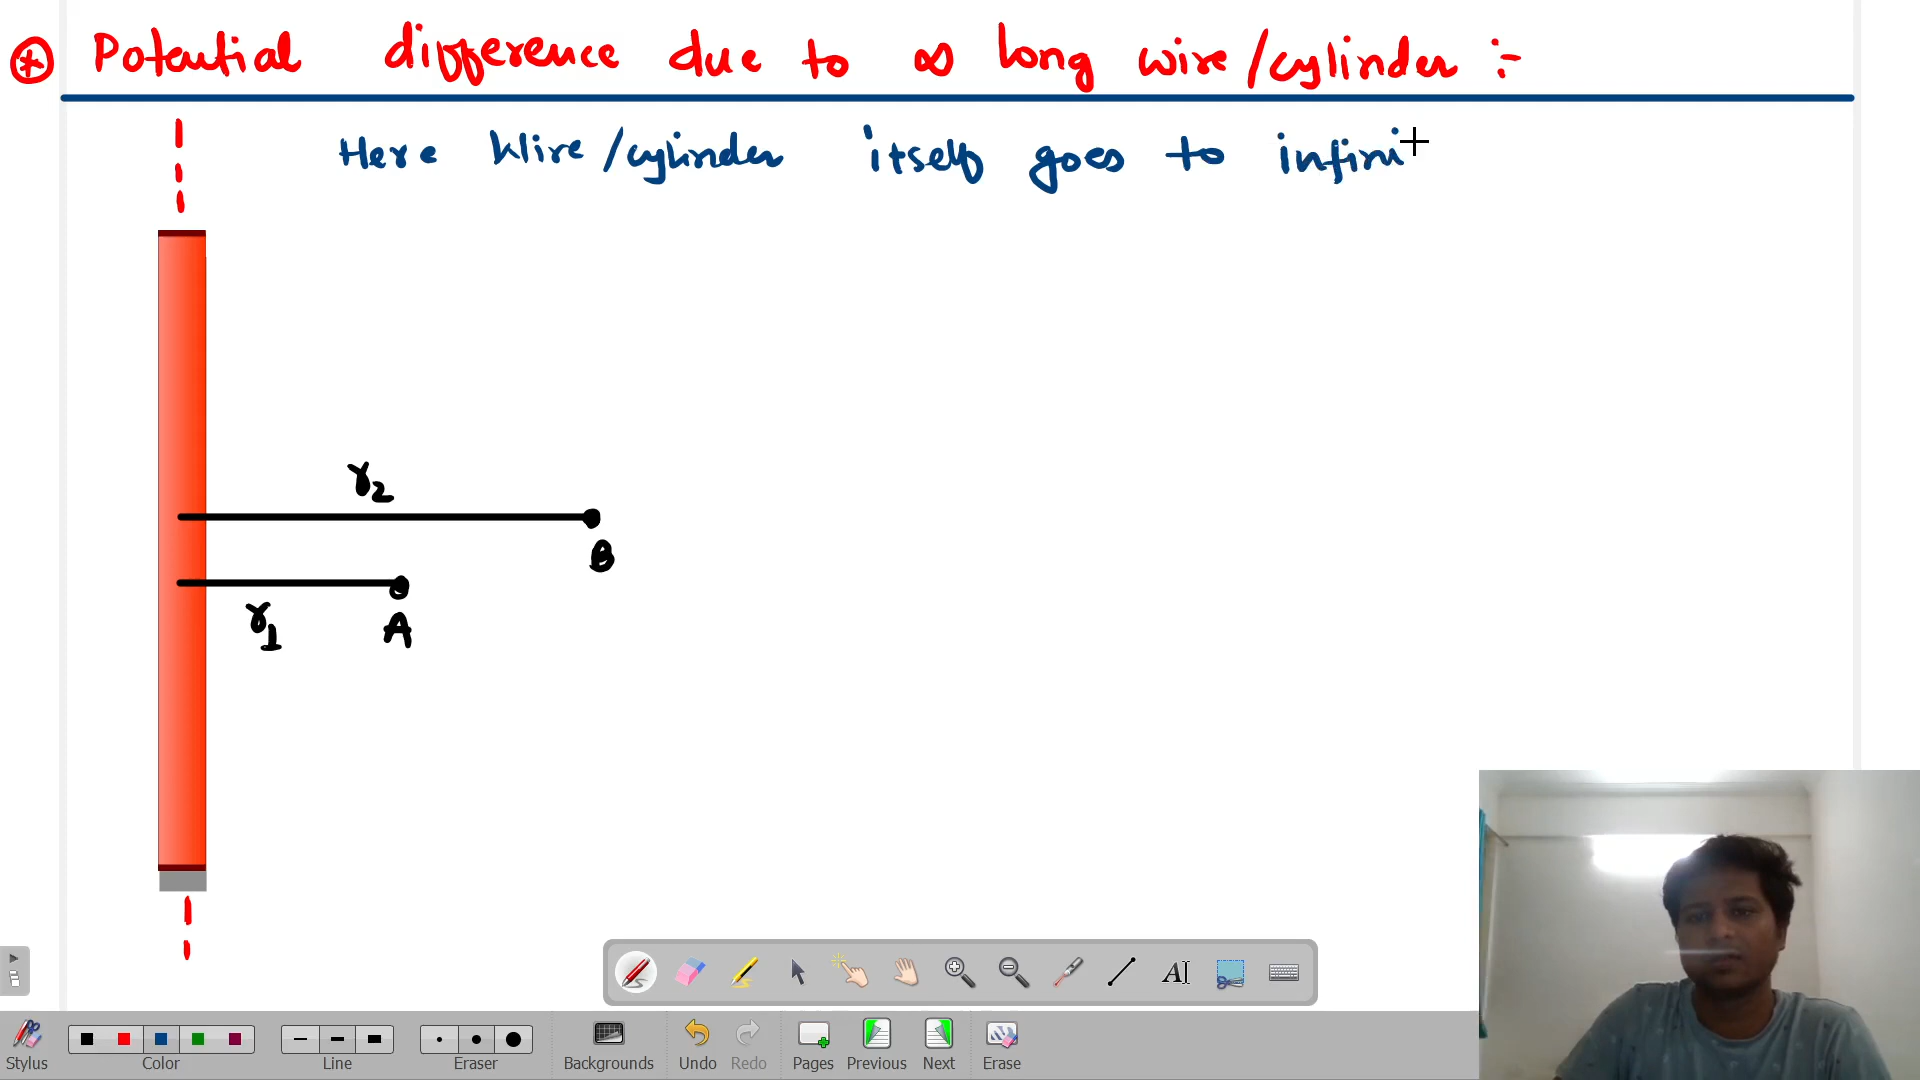 Potential difference due to ∞ long wire/cylinder :-
Here Wire/cylinder itself goes to infini
r2
B
r1
A
Stylus
Color
Line
Eraser
Backgrounds
Undo
Redo
Pages
Previous
Next
Erase